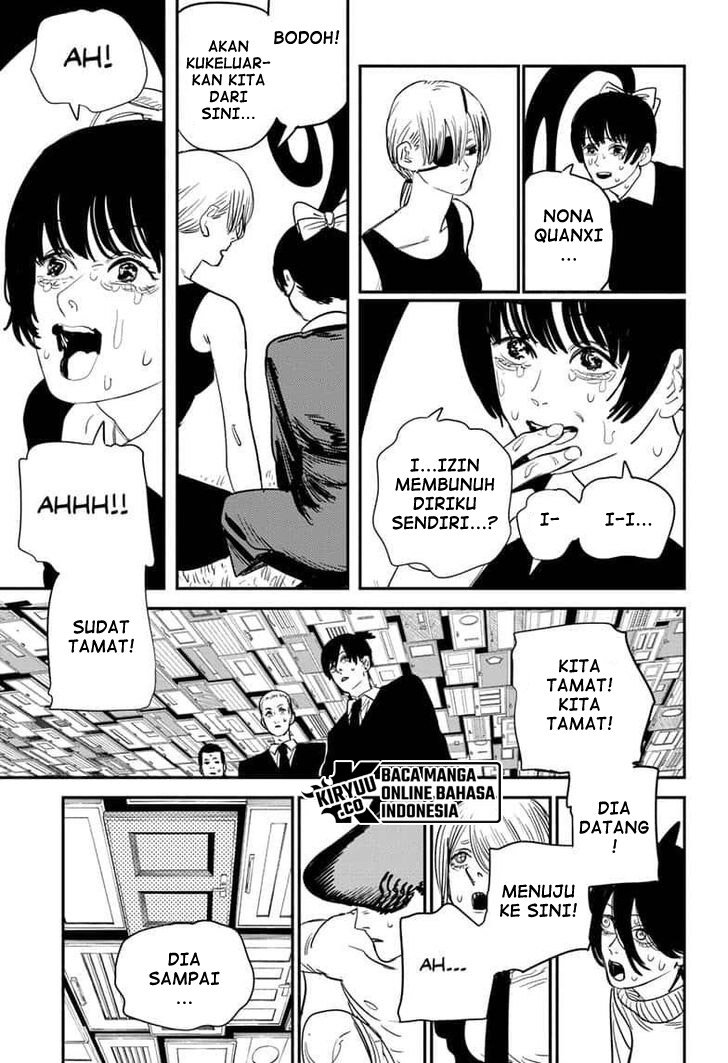 NONA
QUANXI
...
BODOH!
AKAN
KUKELUAR-
KAN KITA
DARI
SINI...
I-
I-I...
I...IZIN
MEMBUNUH
DIRIKU
SENDIRI...?
AH!
AHHH!!
SUDAT
TAMAT!
KITA
TAMAT!
KITA
TAMAT!
DIA
DATANG
!
MENUJU
KE SINI!
AH...
DIA
SAMPAI
...
KIRYUU
.CO
BACA MANGA
ONLINE BAHASA
INDONESIA